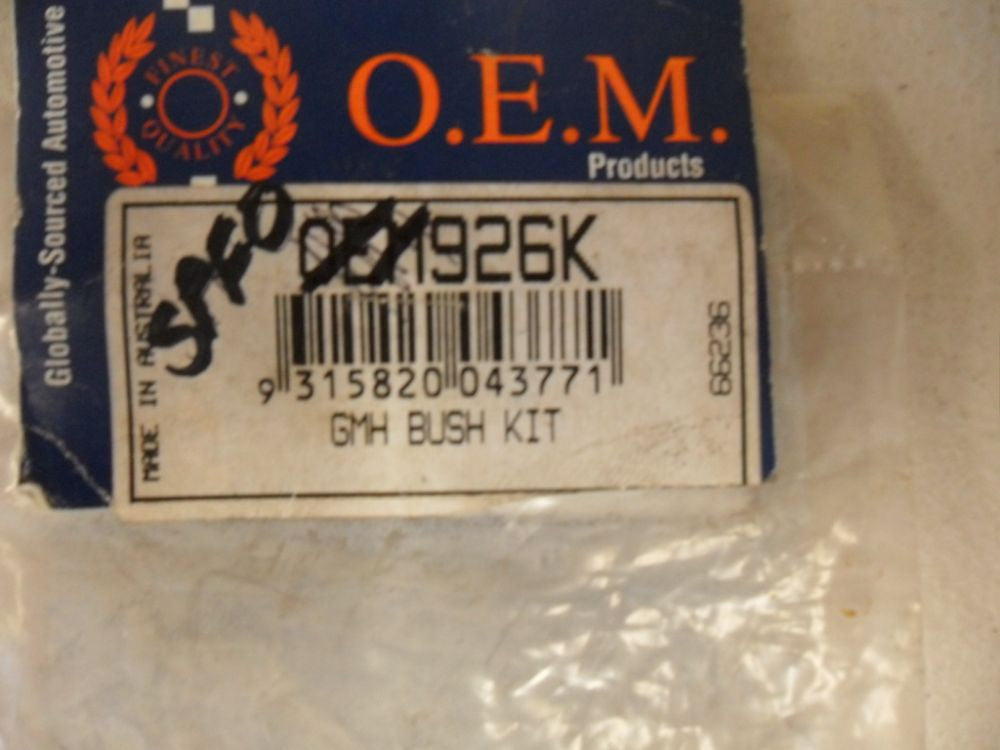 Globally-Sourced Automotive
FINEST
QUALITY
O.E.M.
Products
OEM926K
MADE IN AUSTRALIA
66236
9 315820 043771
GMH BUSH KIT